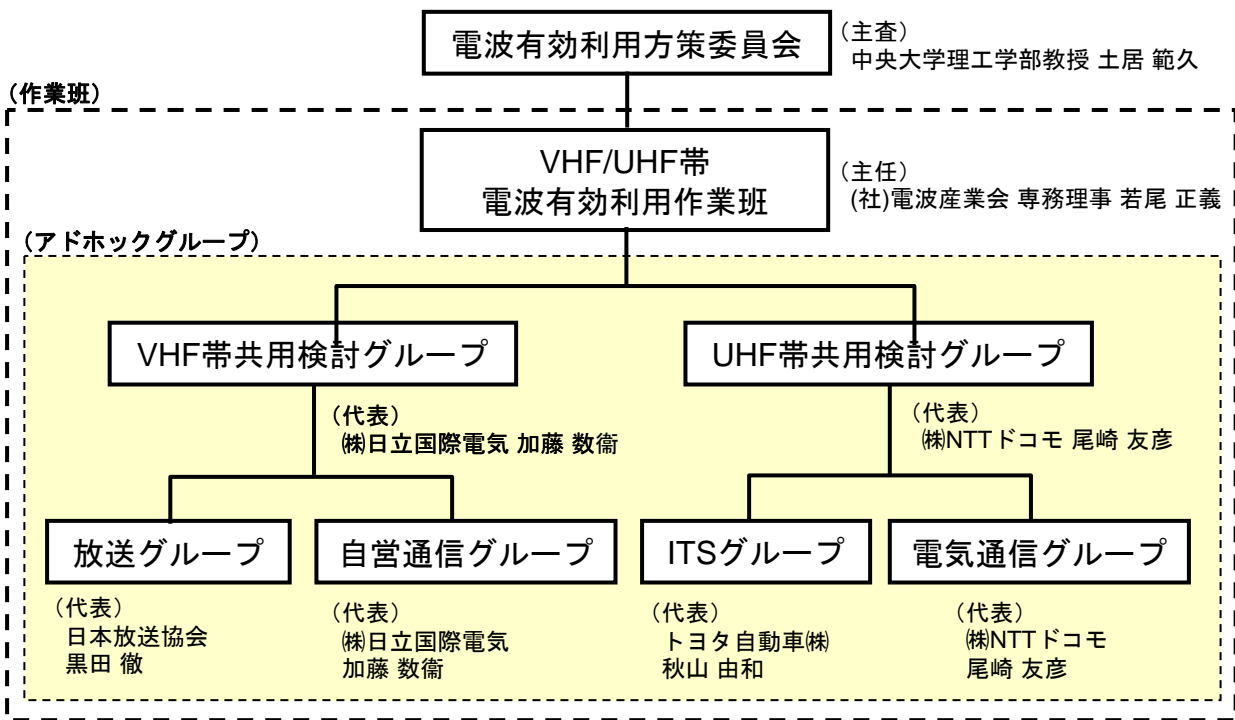 電波有効利用方策委員会
（主査）
中央大学理工学部教授 土居 範久
（作業班）
VHF/UHF帯
電波有効利用作業班
（主任）
(社)電波産業会 専務理事 若尾 正義
（アドホックグループ）
VHF帯共用検討グループ
UHF帯共用検討グループ
（代表）
㈱日立国際電気 加藤 数衞
（代表）
㈱NTTドコモ 尾崎 友彦
放送グループ
自営通信グループ
ITSグループ
電気通信グループ
（代表）
日本放送協会
黒田 徹
（代表）
㈱日立国際電気
加藤 数衞
（代表）
トヨタ自動車㈱
秋山 由和
（代表）
㈱NTTドコモ
尾崎 友彦